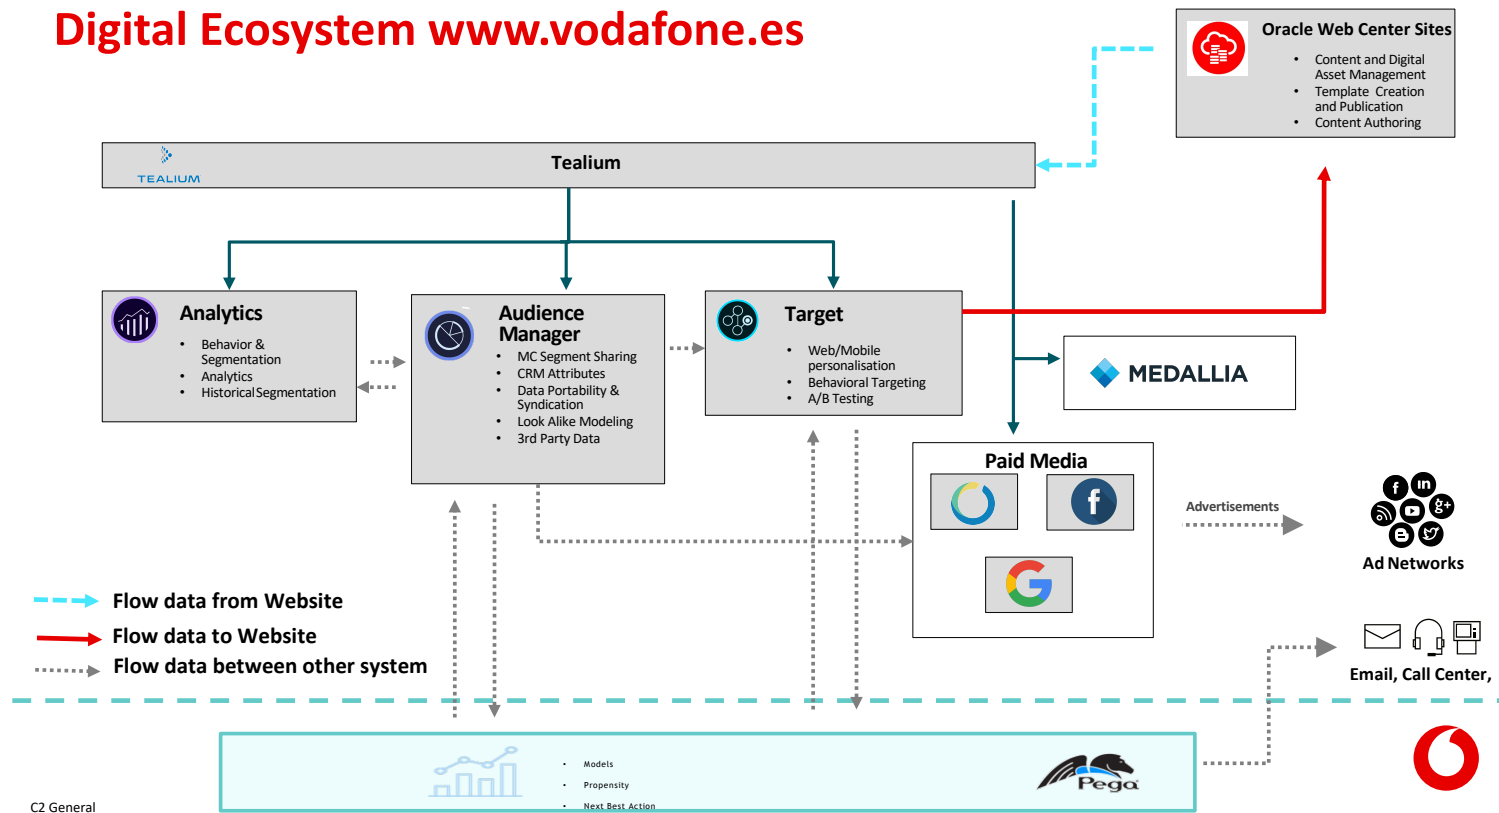 Digital Ecosystem www.vodafone.es
Oracle Web Center Sites
• Content and Digital
Asset Management
• Template Creation
and Publication
• Content Authoring
TEALIUM
Tealium
Analytics
• Behavior &
Segmentation
• Analytics
• Historical Segmentation
Audience
Manager
• MC Segment Sharing
• CRM Attributes
• Data Portability &
Syndication
• Look Alike Modeling
• 3rd Party Data
Target
• Web/Mobile
personalisation
• Behavioral Targeting
• A/B Testing
MEDALLIA
Paid Media
f
G
Advertisements
f
in
g+
B
Ad Networks
Flow data from Website
Flow data to Website
Flow data between other system
Email, Call Center,
• Models
• Propensity
• Next Best Action
Pega
C2 General